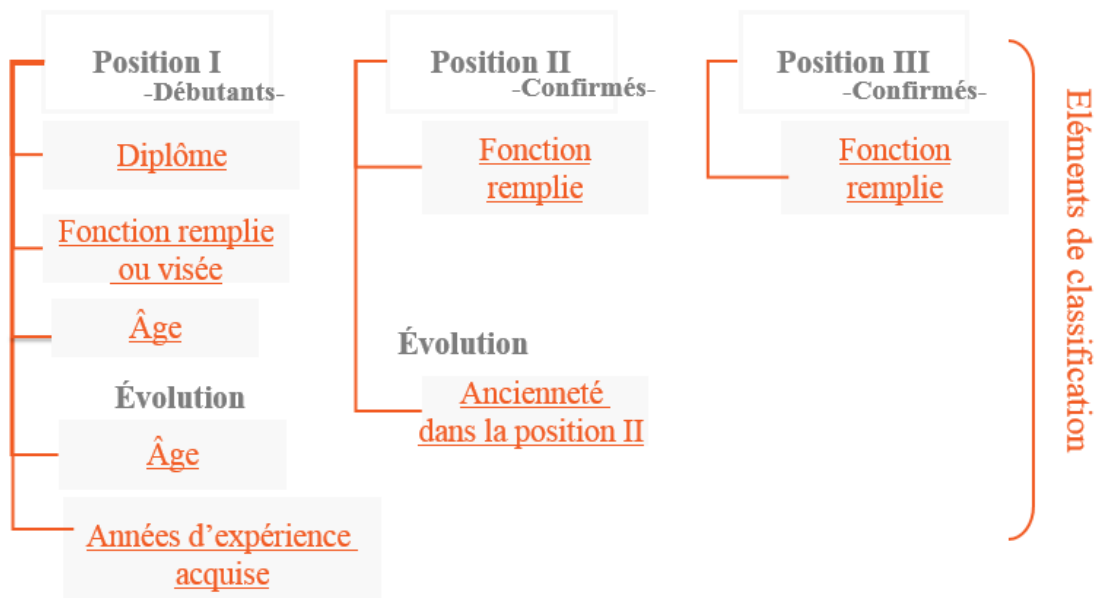 Position I
-Débutants-
Diplôme
Fonction remplie
ou visée
Âge
Évolution
Âge
Années d’expérience
acquise
Position II
-Confirmés-
Fonction
remplie
Évolution
Ancienneté
dans la position II
Position III
-Confirmés-
Fonction
remplie
Eléments de classification